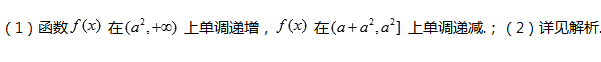 （1）函数 f(x) 在 (a²,+∞) 上单调递增，f(x) 在 (a+a²,a²] 上单调递减.；（2）详见解析.